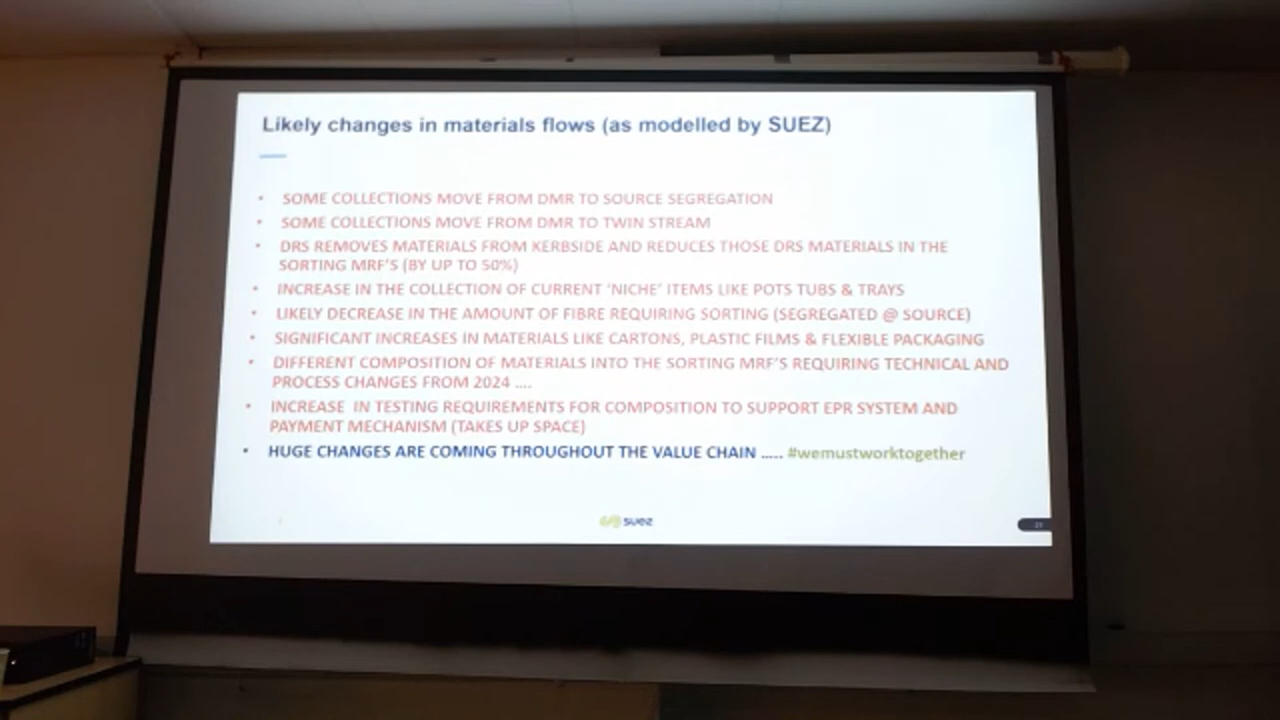 Likely changes in materials flows (as modelled by SUEZ)
• SOME COLLECTIONS MOVE FROM DMR TO SOURCE SEGREGATION
• SOME COLLECTIONS MOVE FROM DMR TO TWIN STREAM
• DRS REMOVES MATERIALS FROM KERBSIDE AND REDUCES THOSE DRS MATERIALS IN THE
SORTING MRF'S (BY UP TO 50%)
• INCREASE IN THE COLLECTION OF CURRENT 'NICHE' ITEMS LIKE POTS TUBS & TRAYS
• LIKELY DECREASE IN THE AMOUNT OF FIBRE REQUIRING SORTING (SEGREGATED @ SOURCE)
• SIGNIFICANT INCREASES IN MATERIALS LIKE CARTONS, PLASTIC FILMS & FLEXIBLE PACKAGING
• DIFFERENT COMPOSITION OF MATERIALS INTO THE SORTING MRF'S REQUIRING TECHNICAL AND
PROCESS CHANGES FROM 2024 ....
• INCREASE IN TESTING REQUIREMENTS FOR COMPOSITION TO SUPPORT EPR SYSTEM AND
PAYMENT MECHANISM (TAKES UP SPACE)
• HUGE CHANGES ARE COMING THROUGHOUT THE VALUE CHAIN ..... #wemustworktogether
suez